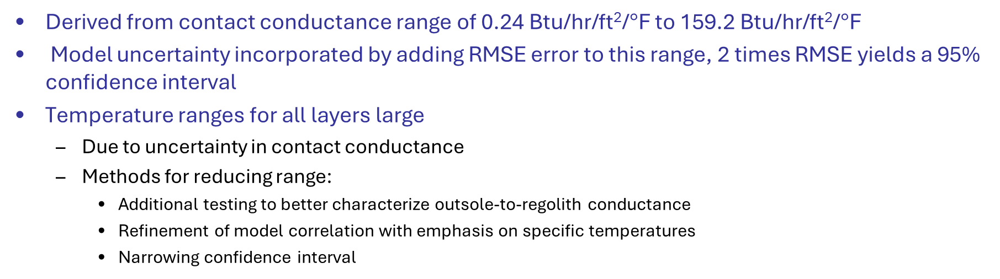 • Derived from contact conductance range of 0.24 Btu/hr/ft²/°F to 159.2 Btu/hr/ft²/°F
• Model uncertainty incorporated by adding RMSE error to this range, 2 times RMSE yields a 95%
confidence interval
• Temperature ranges for all layers large
– Due to uncertainty in contact conductance
– Methods for reducing range:
• Additional testing to better characterize outsole-to-regolith conductance
• Refinement of model correlation with emphasis on specific temperatures
• Narrowing confidence interval